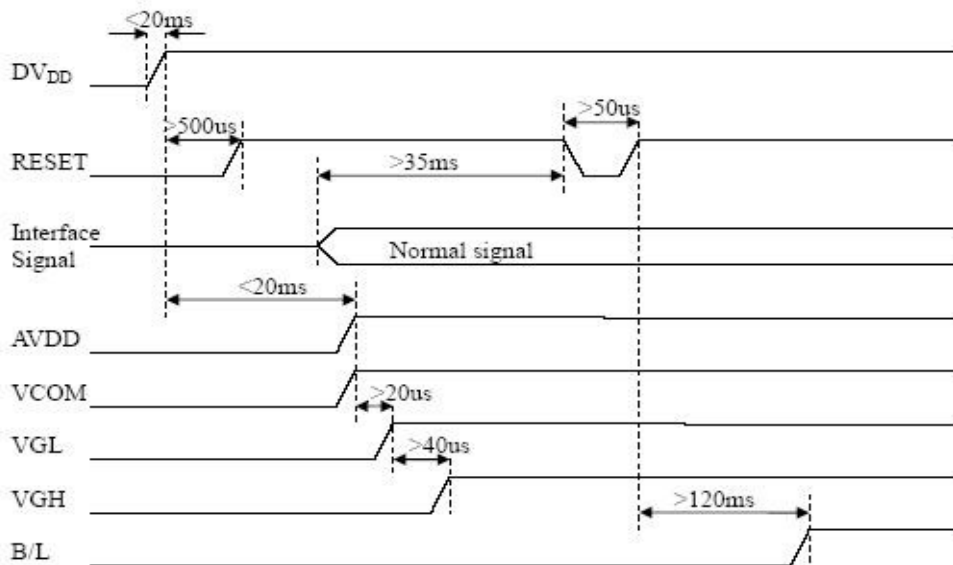 <20ms
DVDD
>500us
>50us
RESET
>35ms
Interface
Signal
Normal signal
<20ms
AVDD
VCOM
>20us
VGL
>40us
VGH
>120ms
B/L